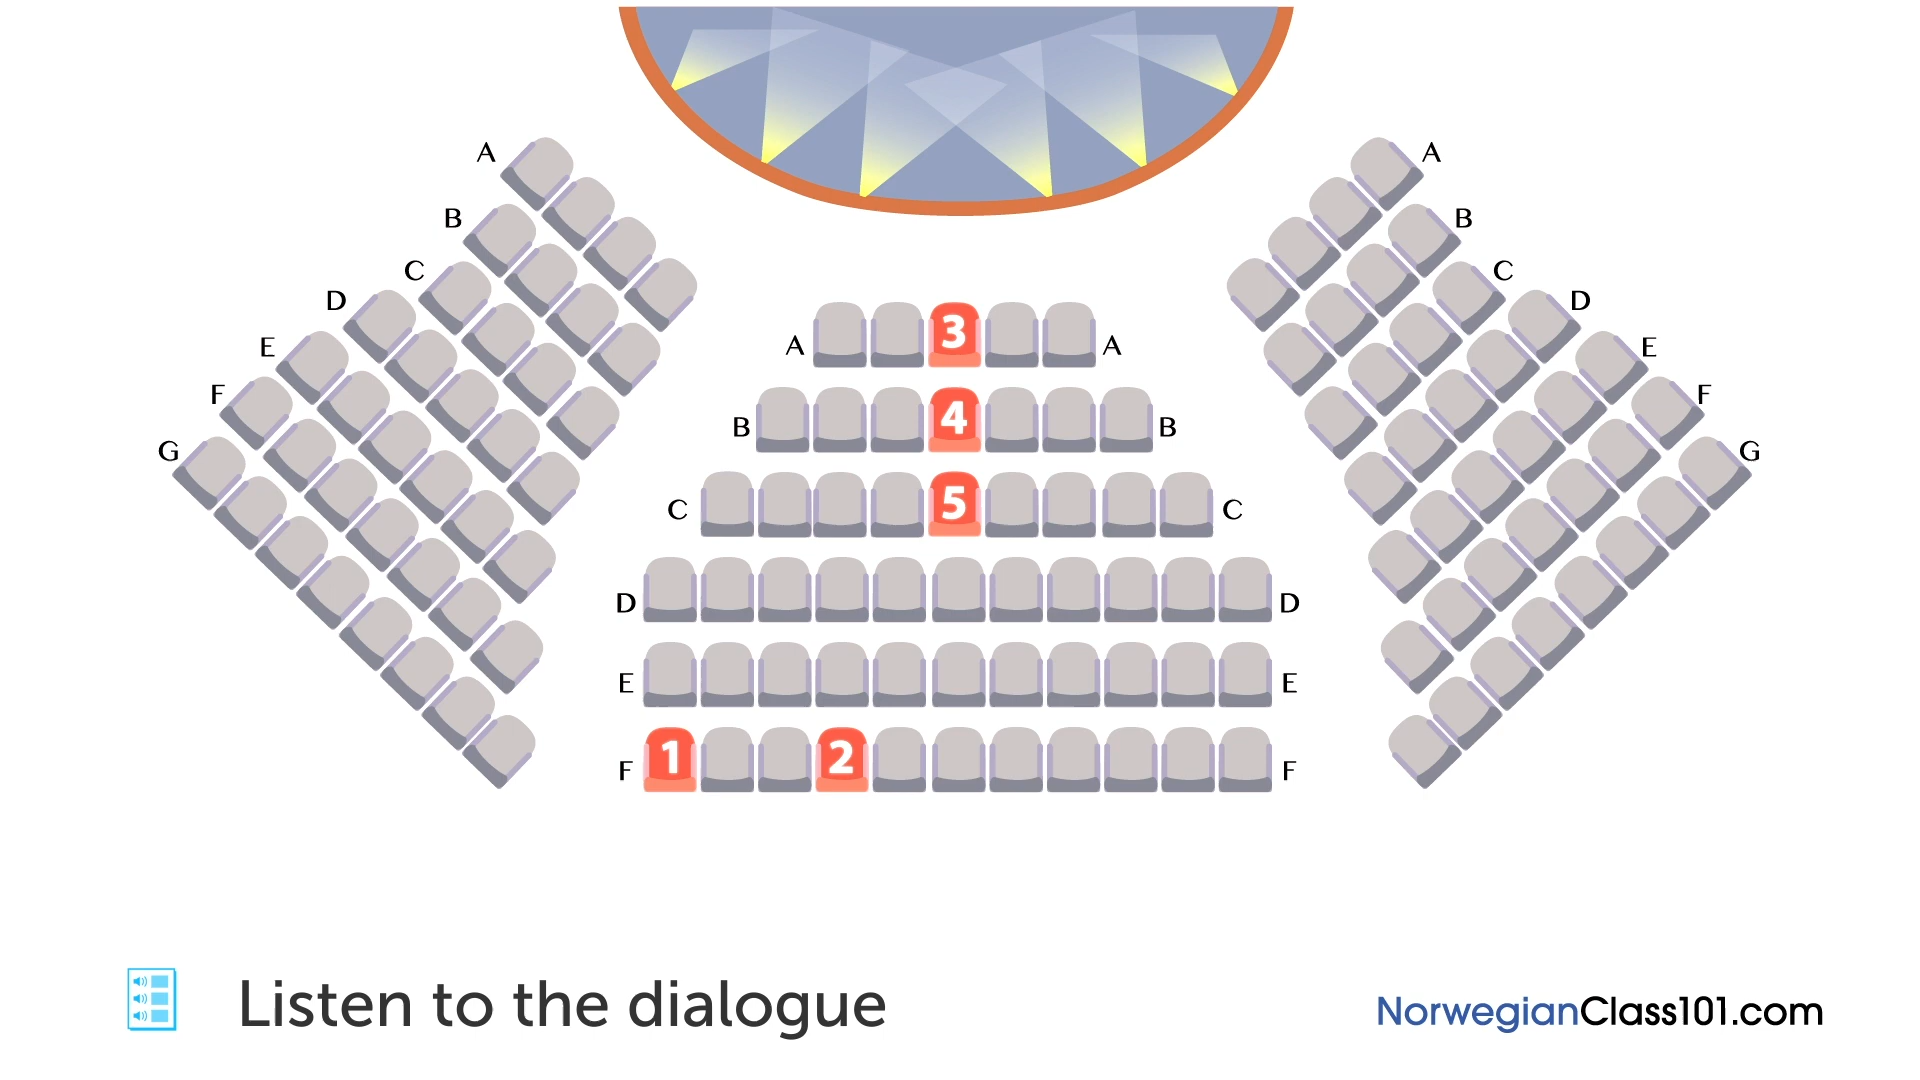 A A
B B
C C
D D
E E
F F
G G
A 3 A
B 4 B
C 5 C
D D
E E
F 1 2 F
Listen to the dialogue
NorwegianClass101.com